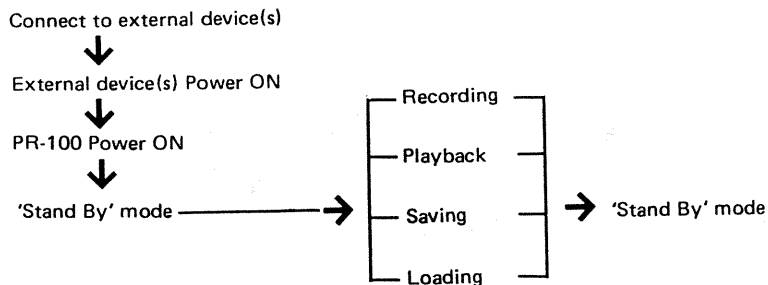 Connect to external device(s)
External device(s) Power ON
PR-100 Power ON
'Stand By' mode
Recording
Playback
Saving
Loading
'Stand By' mode